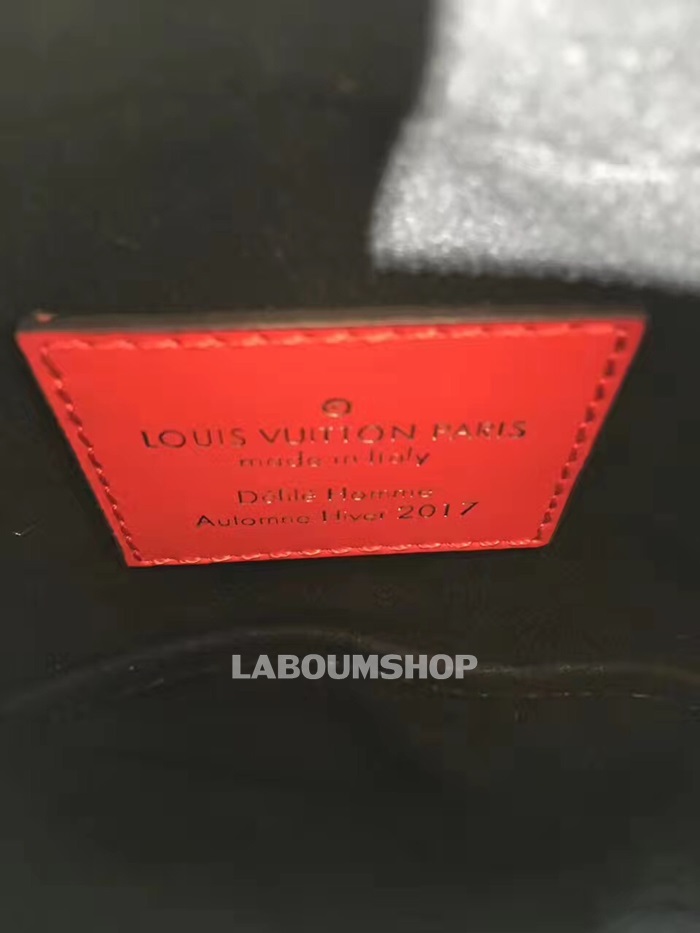 LOUIS VUITTON PARIS
made in Italy
Défilé Homme
Automne Hiver 2017
LABOUMSHOP